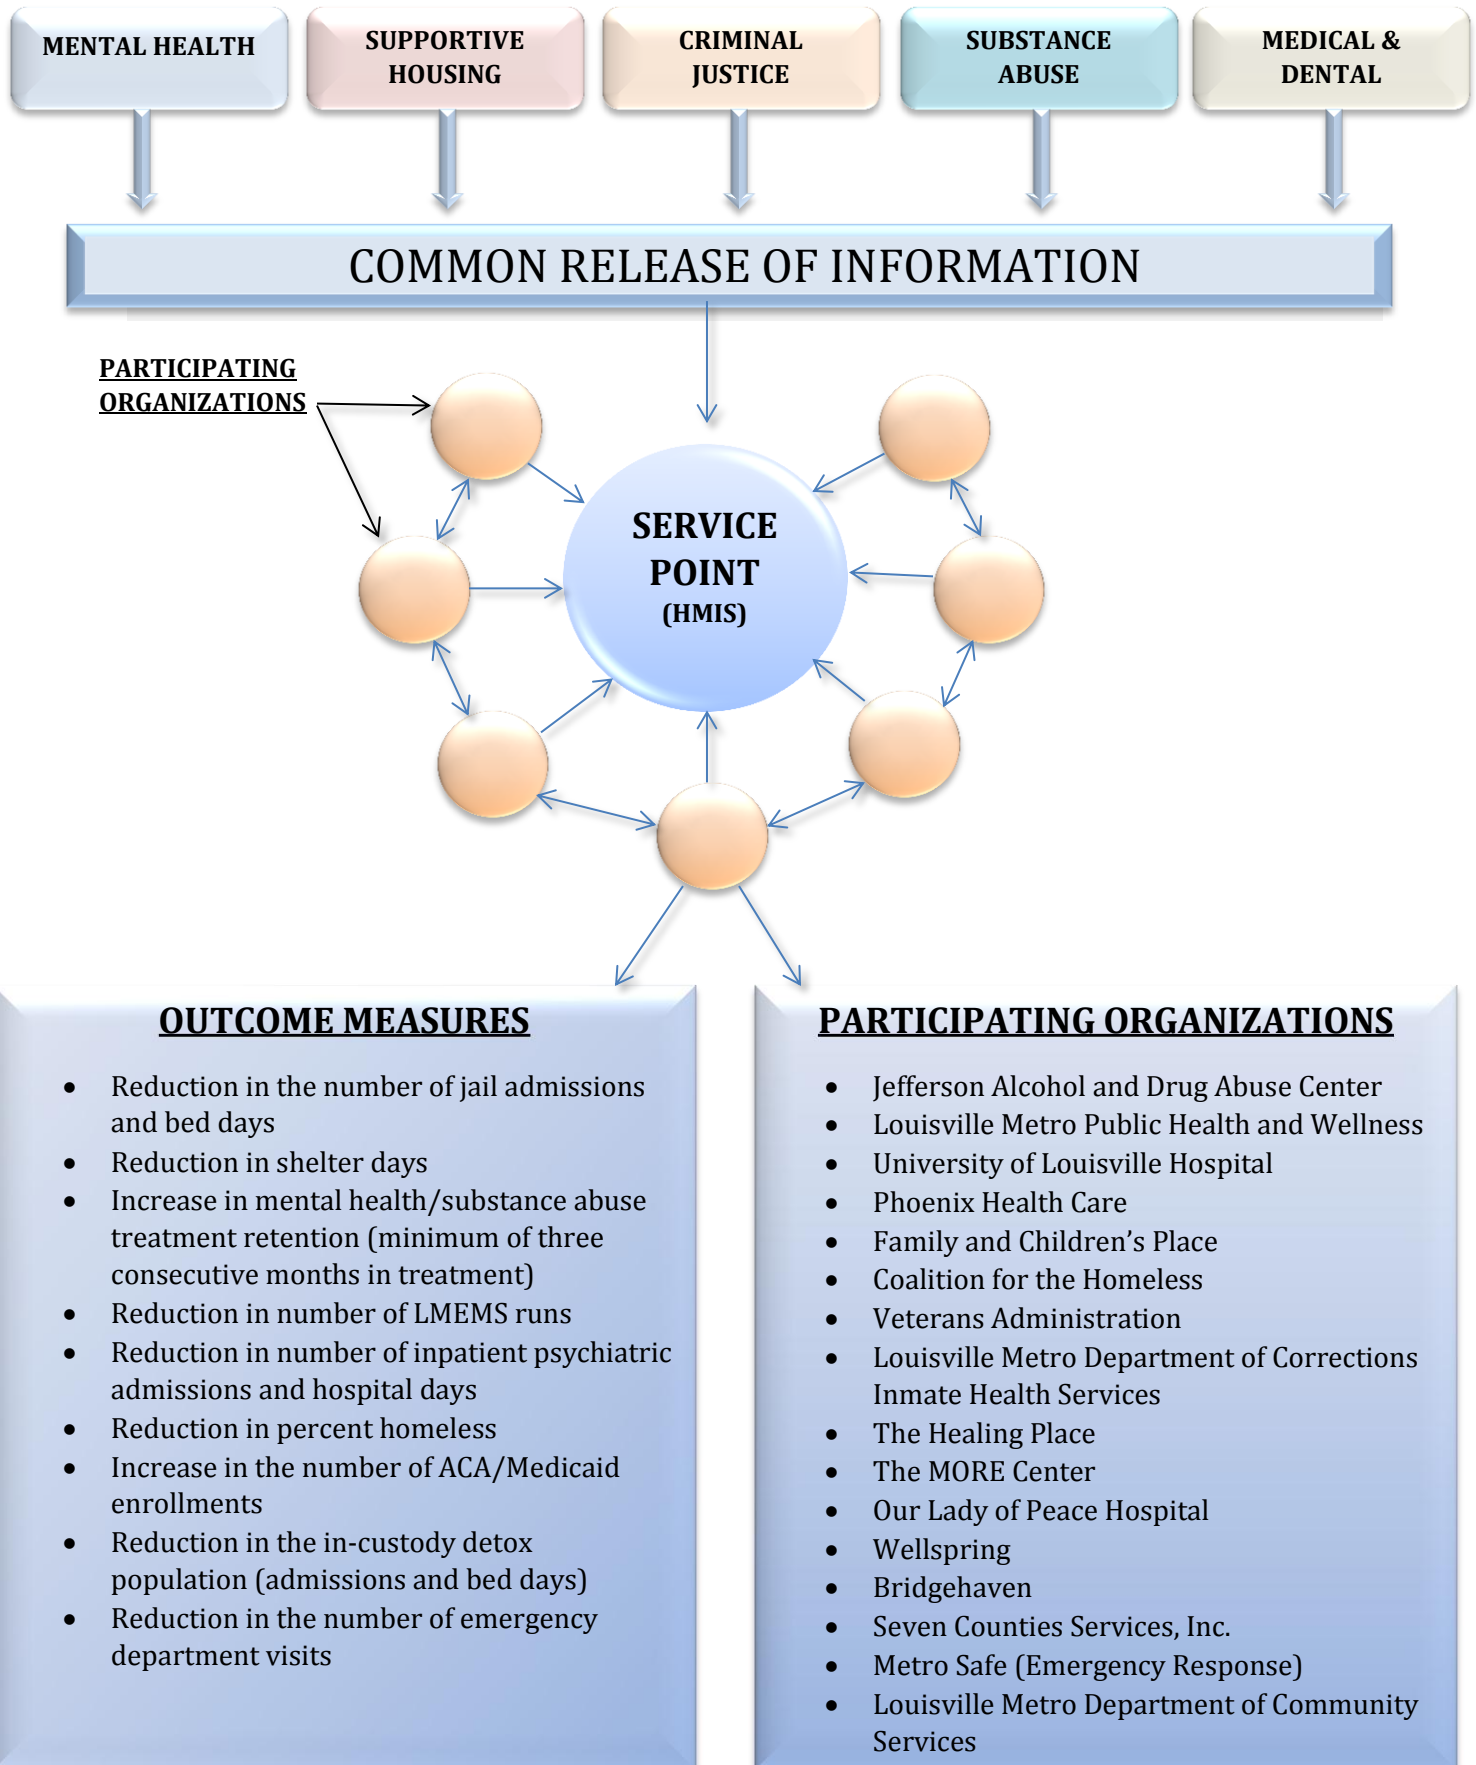 MENTAL HEALTH
SUPPORTIVE
HOUSING
CRIMINAL
JUSTICE
SUBSTANCE
ABUSE
MEDICAL &
DENTAL
COMMON RELEASE OF INFORMATION
PARTICIPATING
ORGANIZATIONS
SERVICE
POINT
(HMIS)
OUTCOME MEASURES
• Reduction in the number of jail admissions
and bed days
• Reduction in shelter days
• Increase in mental health/substance abuse
treatment retention (minimum of three
consecutive months in treatment)
• Reduction in number of LMEMS runs
• Reduction in number of inpatient psychiatric
admissions and hospital days
• Reduction in percent homeless
• Increase in the number of ACA/Medicaid
enrollments
• Reduction in the in-custody detox
population (admissions and bed days)
• Reduction in the number of emergency
department visits
PARTICIPATING ORGANIZATIONS
• Jefferson Alcohol and Drug Abuse Center
• Louisville Metro Public Health and Wellness
• University of Louisville Hospital
• Phoenix Health Care
• Family and Children’s Place
• Coalition for the Homeless
• Veterans Administration
• Louisville Metro Department of Corrections
Inmate Health Services
• The Healing Place
• The MORE Center
• Our Lady of Peace Hospital
• Wellspring
• Bridgehaven
• Seven Counties Services, Inc.
• Metro Safe (Emergency Response)
• Louisville Metro Department of Community
Services